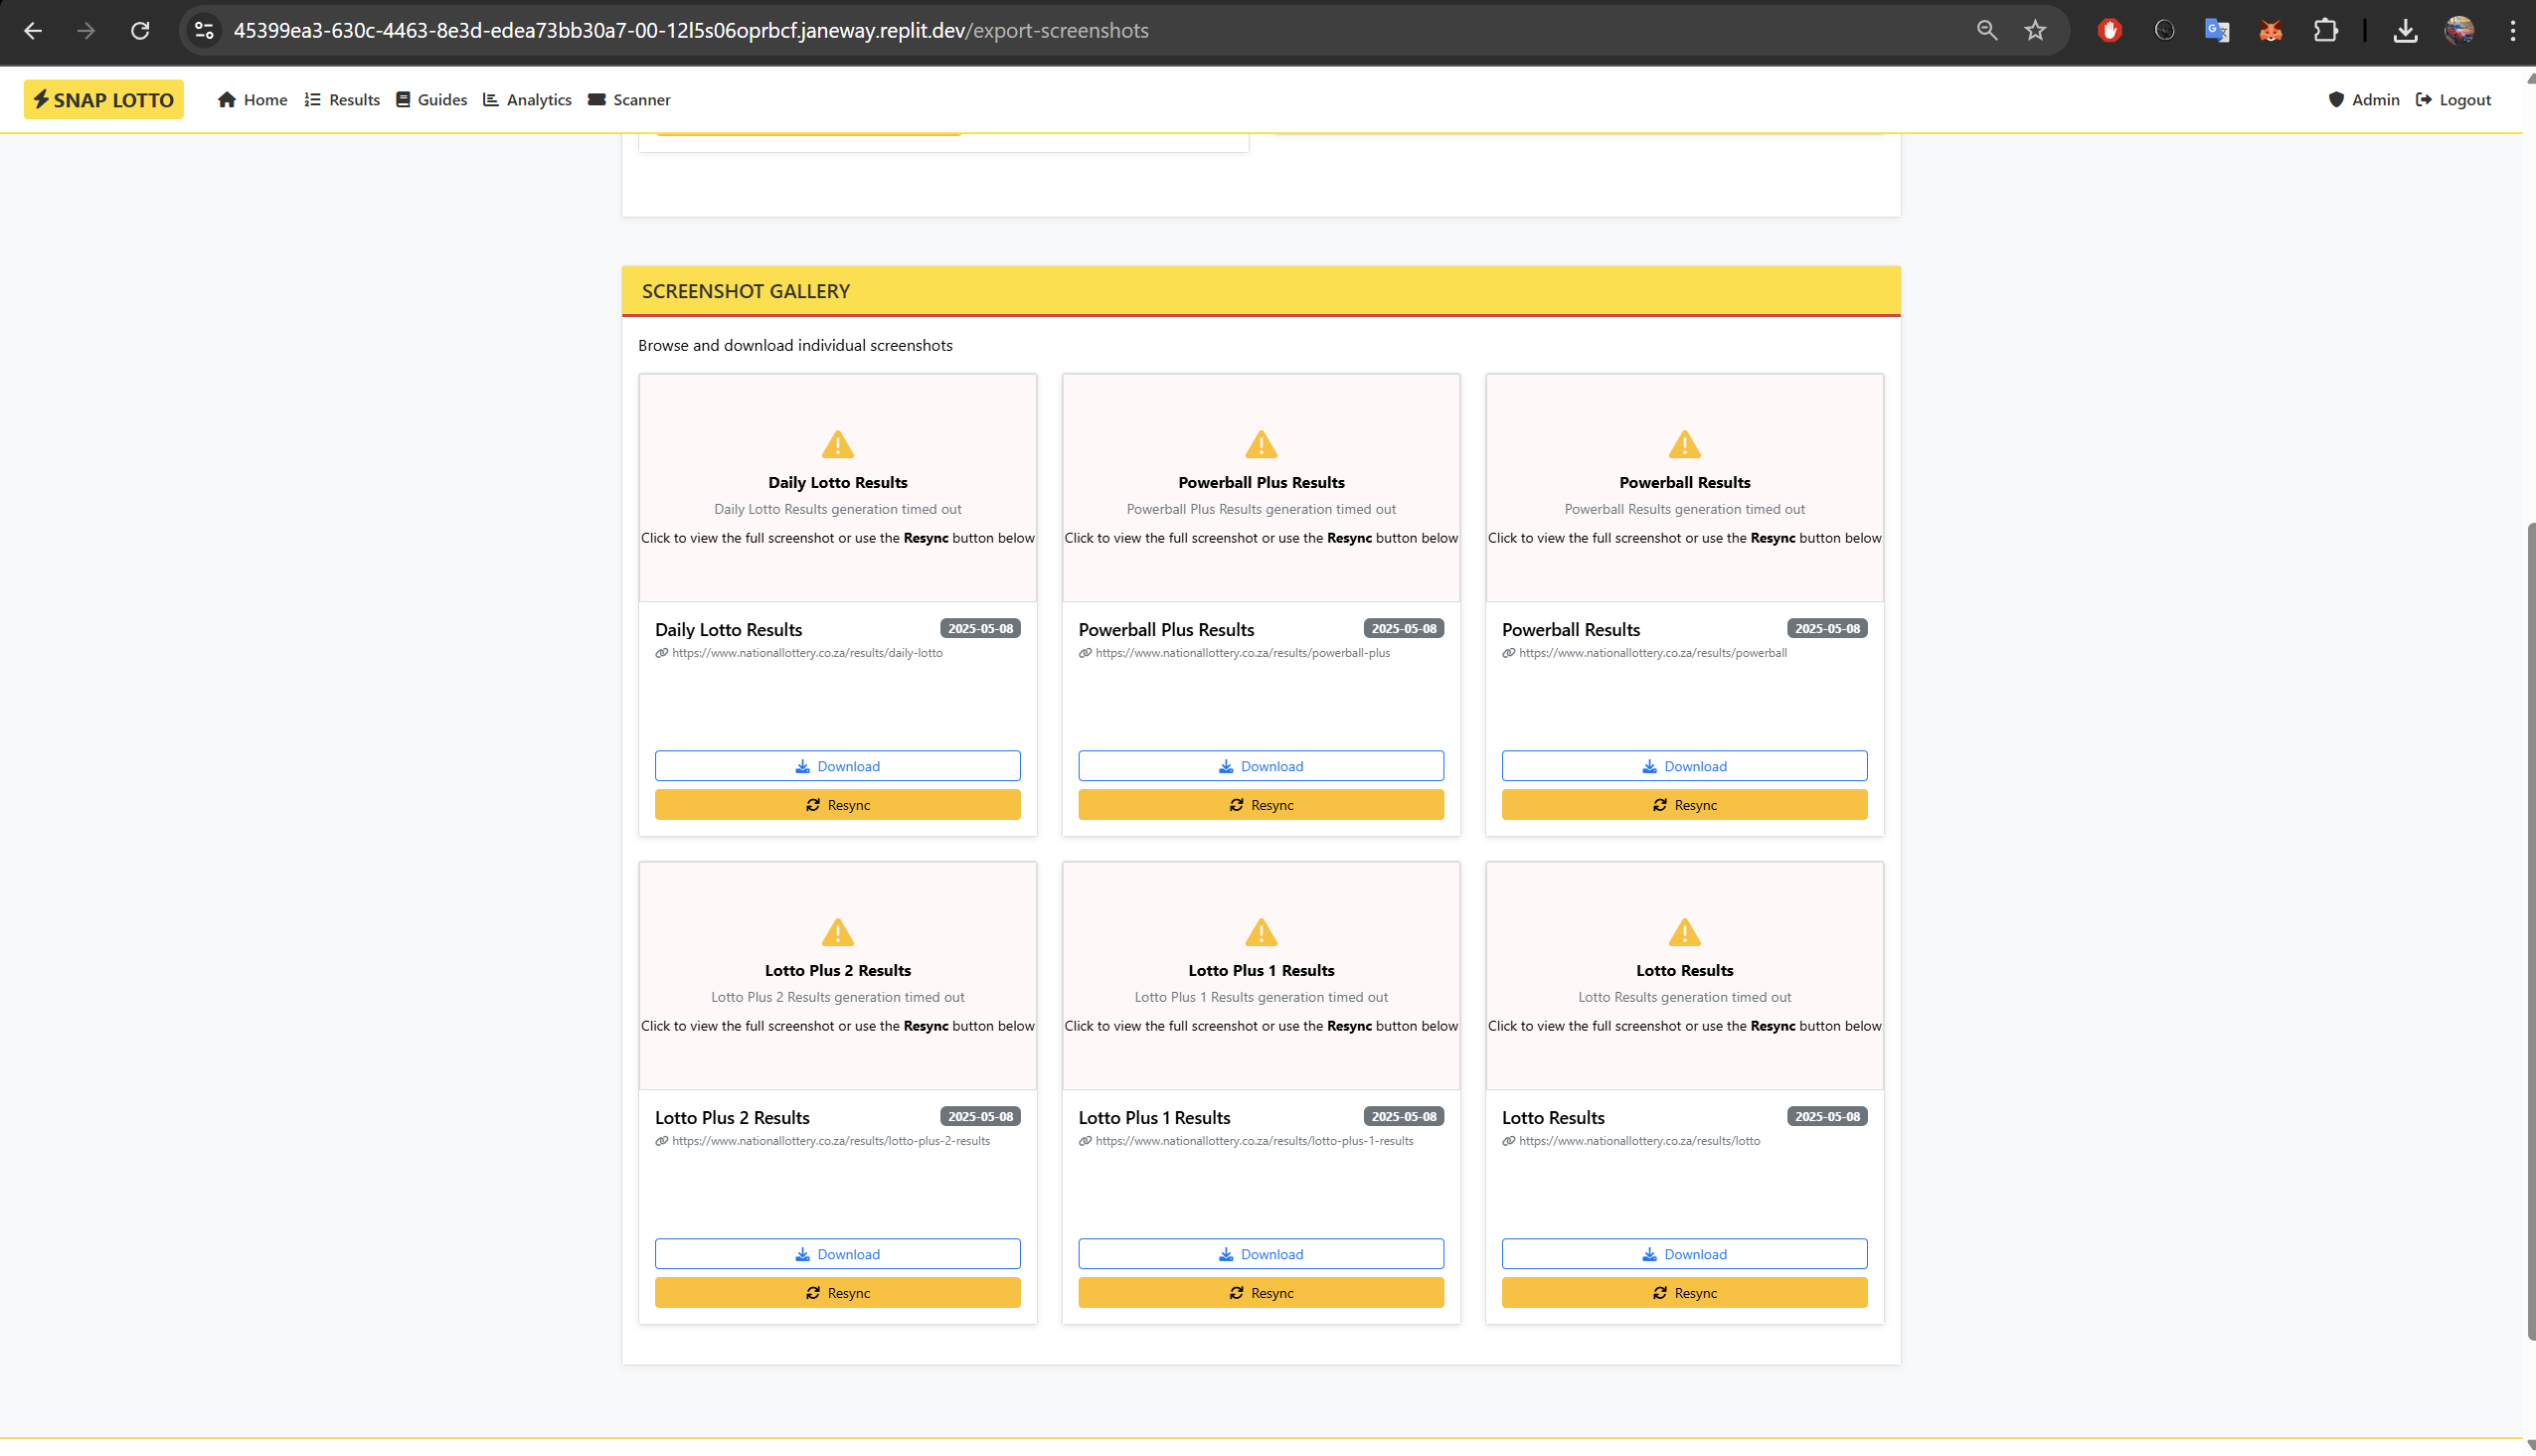 45399ea3-630c-4463-8e3d-edea73bb30a7-00-12l5s06oprbcf.janeway.replit.dev/export-screenshots
SNAP LOTTO Home Results Guides Analytics Scanner Admin Logout
SCREENSHOT GALLERY
Browse and download individual screenshots
Daily Lotto Results
Daily Lotto Results generation timed out
Click to view the full screenshot or use the Resync button below
Daily Lotto Results 2025-05-08
https://www.nationallottery.co.za/results/daily-lotto
Download
Resync
Powerball Plus Results
Powerball Plus Results generation timed out
Click to view the full screenshot or use the Resync button below
Powerball Plus Results 2025-05-08
https://www.nationallottery.co.za/results/powerball-plus
Download
Resync
Powerball Results
Powerball Results generation timed out
Click to view the full screenshot or use the Resync button below
Powerball Results 2025-05-08
https://www.nationallottery.co.za/results/powerball
Download
Resync
Lotto Plus 2 Results
Lotto Plus 2 Results generation timed out
Click to view the full screenshot or use the Resync button below
Lotto Plus 2 Results 2025-05-08
https://www.nationallottery.co.za/results/lotto-plus-2-results
Download
Resync
Lotto Plus 1 Results
Lotto Plus 1 Results generation timed out
Click to view the full screenshot or use the Resync button below
Lotto Plus 1 Results 2025-05-08
https://www.nationallottery.co.za/results/lotto-plus-1-results
Download
Resync
Lotto Results
Lotto Results generation timed out
Click to view the full screenshot or use the Resync button below
Lotto Results 2025-05-08
https://www.nationallottery.co.za/results/lotto
Download
Resync